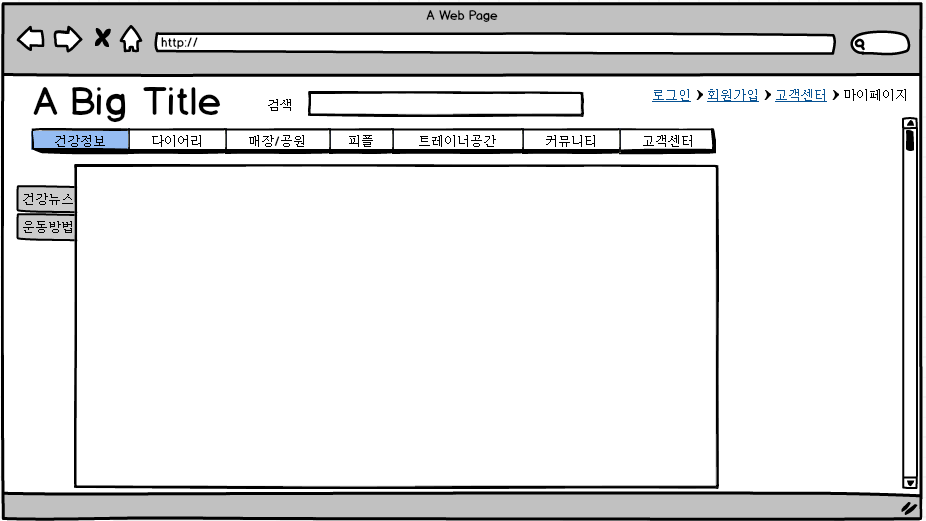 A Web Page
http://
A Big Title
검색
로그인 > 회원가입 > 고객센터 > 마이페이지
건강정보 다이어리 매장/공원 피플 트레이너공간 커뮤니티 고객센터
건강뉴스
운동방법